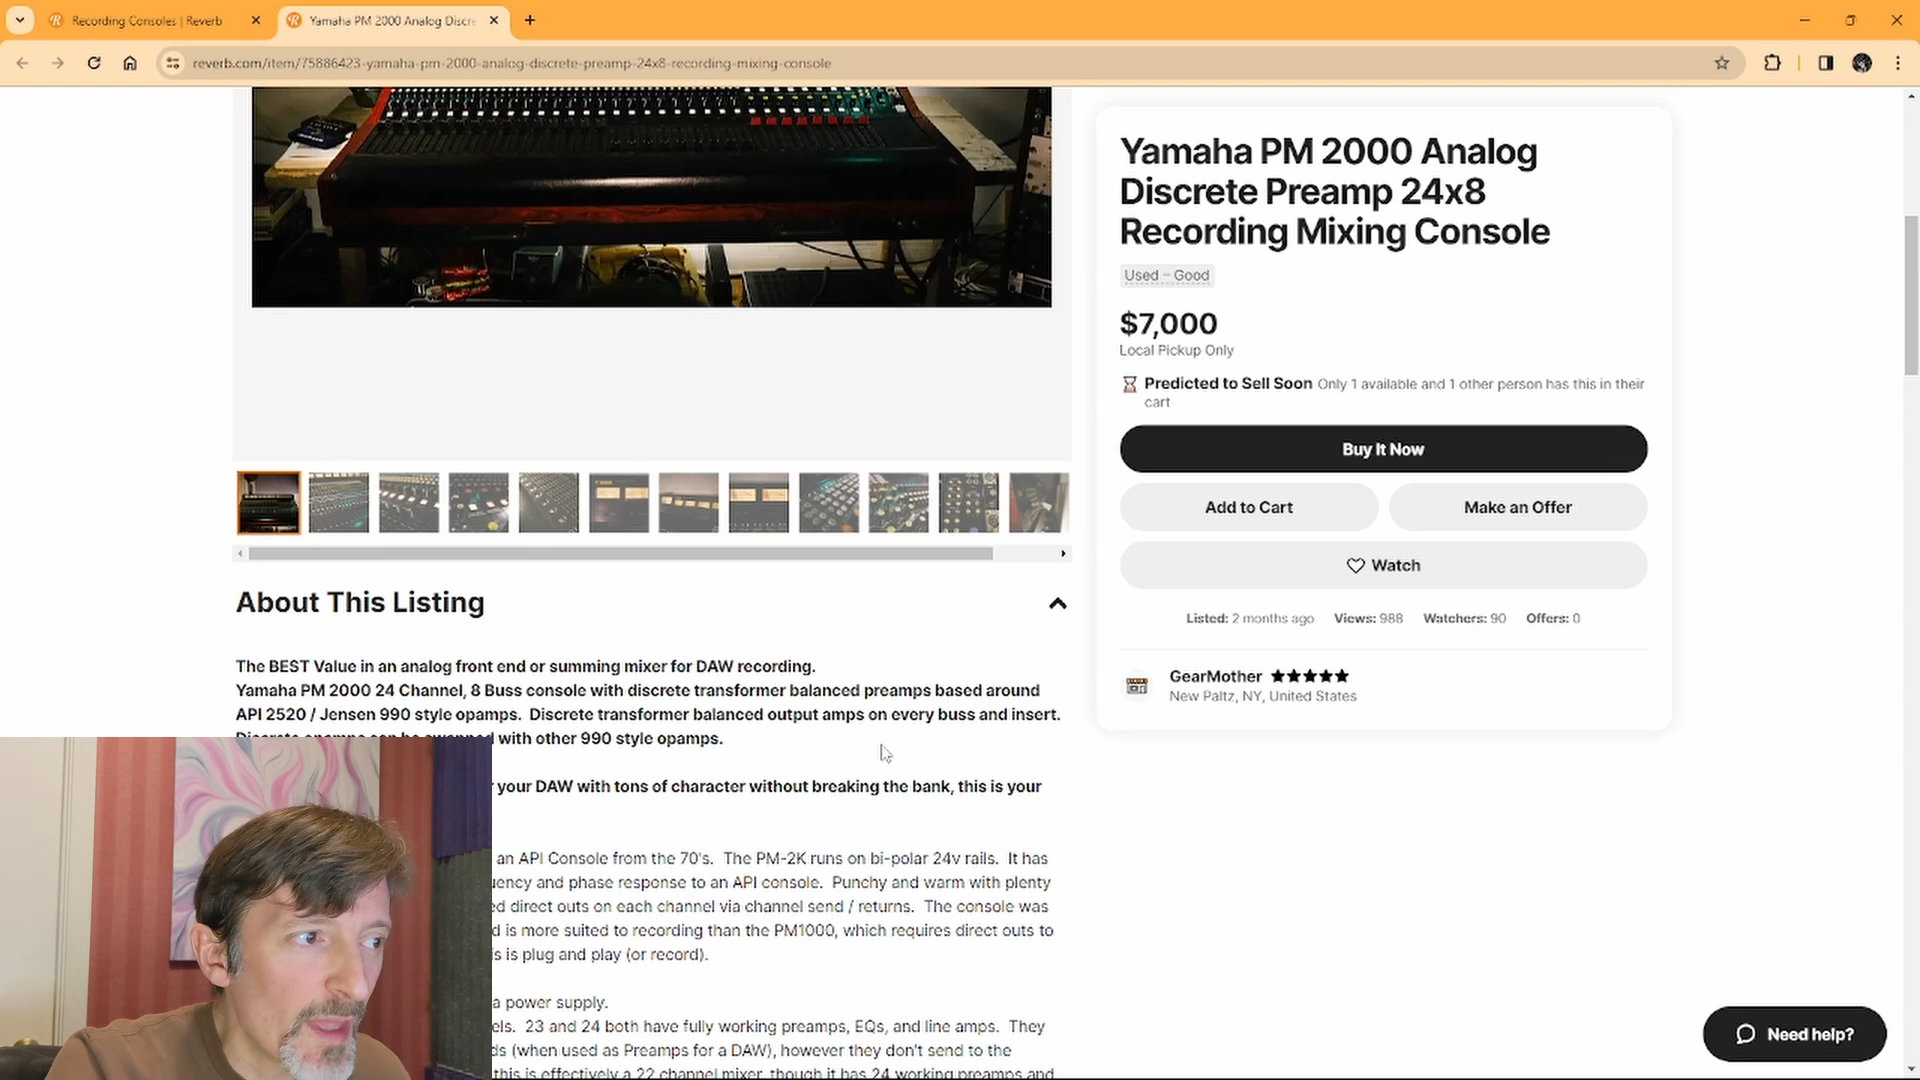 Recording Consoles | Reverb
Yamaha PM 2000 Analog Discre
reverb.com/item/75886423-yamaha-pm-2000-analog-discrete-preamp-24x8-recording-mixing-console
Yamaha PM 2000 Analog
Discrete Preamp 24x8
Recording Mixing Console
Used – Good
$7,000
Local Pickup Only
Predicted to Sell Soon Only 1 available and 1 other person has this in their
cart
Buy It Now
Add to Cart
Make an Offer
Watch
Listed: 2 months ago Views: 988 Watchers: 90 Offers: 0
GearMother
New Paltz, NY, United States
About This Listing
The BEST Value in an analog front end or summing mixer for DAW recording.
Yamaha PM 2000 24 Channel, 8 Buss console with discrete transformer balanced preamps based around
API 2520 / Jensen 990 style opamps. Discrete transformer balanced output amps on every buss and insert.
Discrete opamps can be swapped with other 990 style opamps.
your DAW with tons of character without breaking the bank, this is your
an API Console from the 70's. The PM-2K runs on bi-polar 24v rails. It has
uency and phase response to an API console. Punchy and warm with plenty
ed direct outs on each channel via channel send / returns. The console was
d is more suited to recording than the PM1000, which requires direct outs to
is is plug and play (or record).
a power supply.
els. 23 and 24 both have fully working preamps, EQs, and line amps. They
ds (when used as Preamps for a DAW), however they don't send to the
this is effectively a 22 channel mixer, though it has 24 working preamps and
Need help?